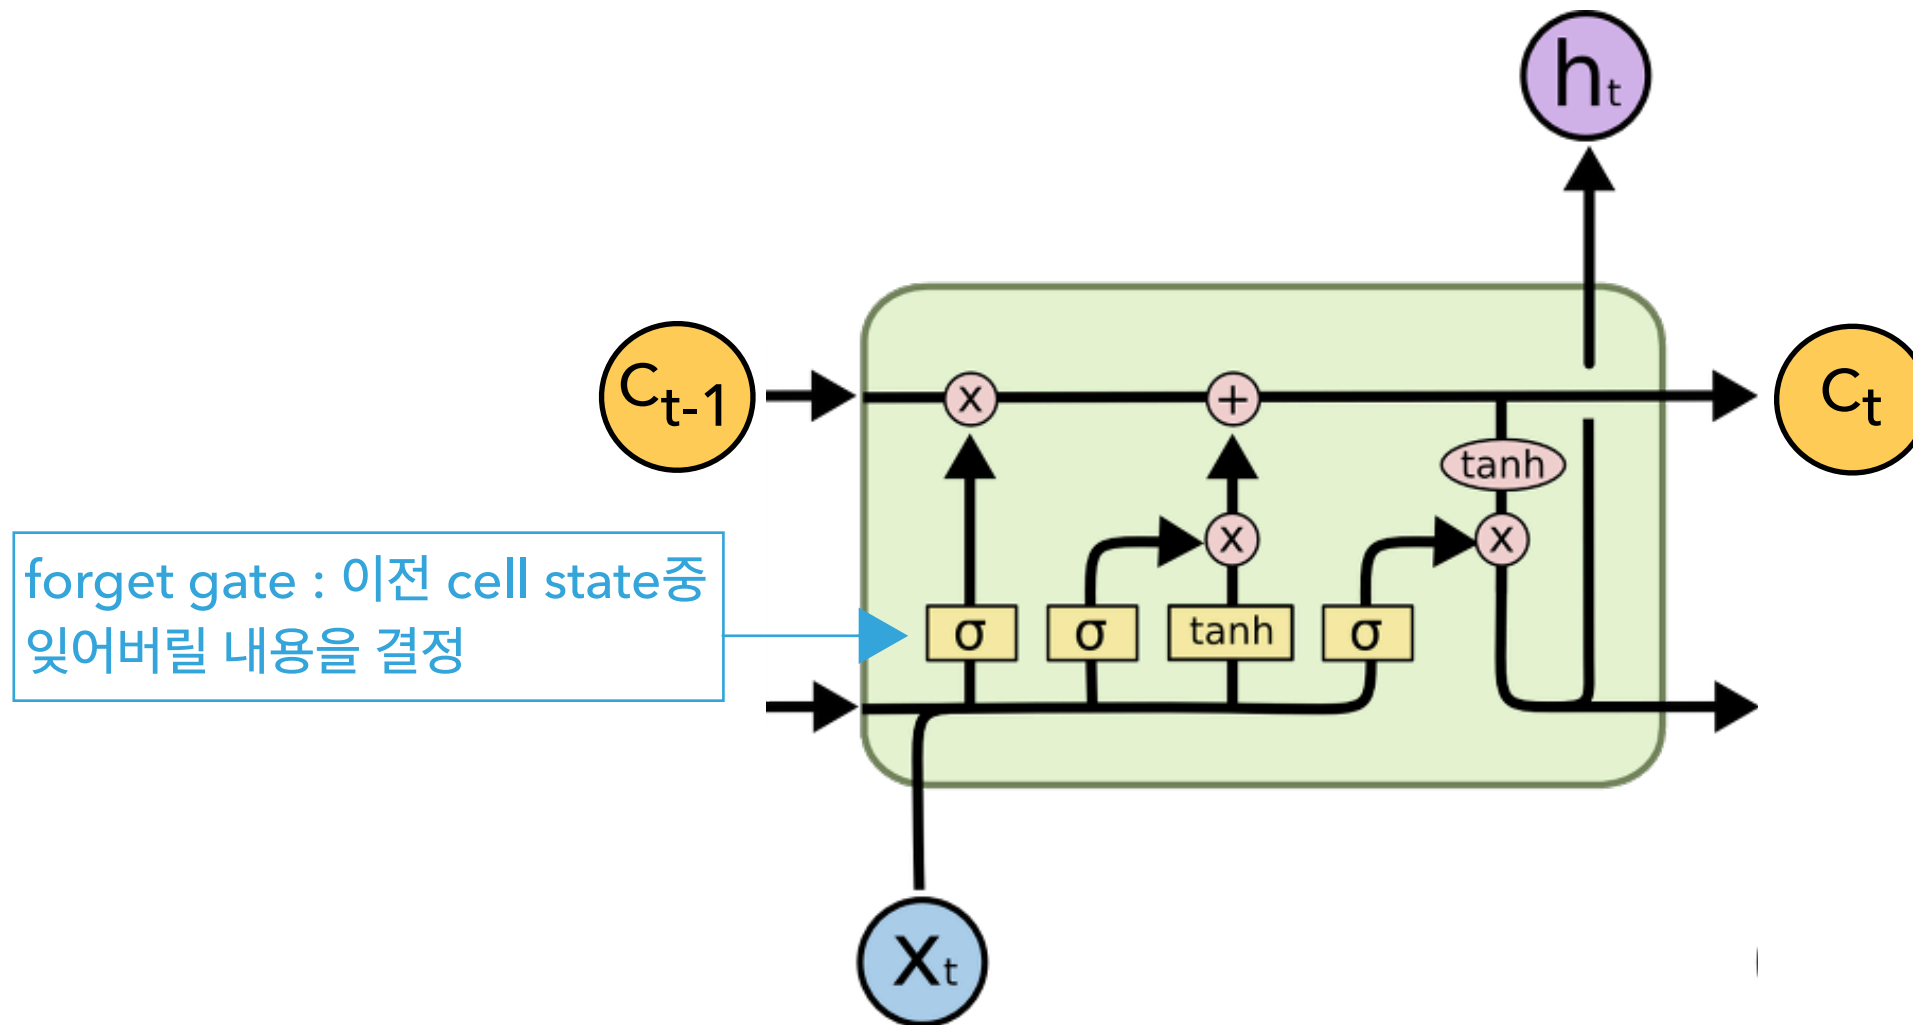 ht
Ct-1
x
+
Ct
tanh
x
x
forget gate : 이전 cell state중
잊어버릴 내용을 결정
σ
σ
tanh
σ
Xt